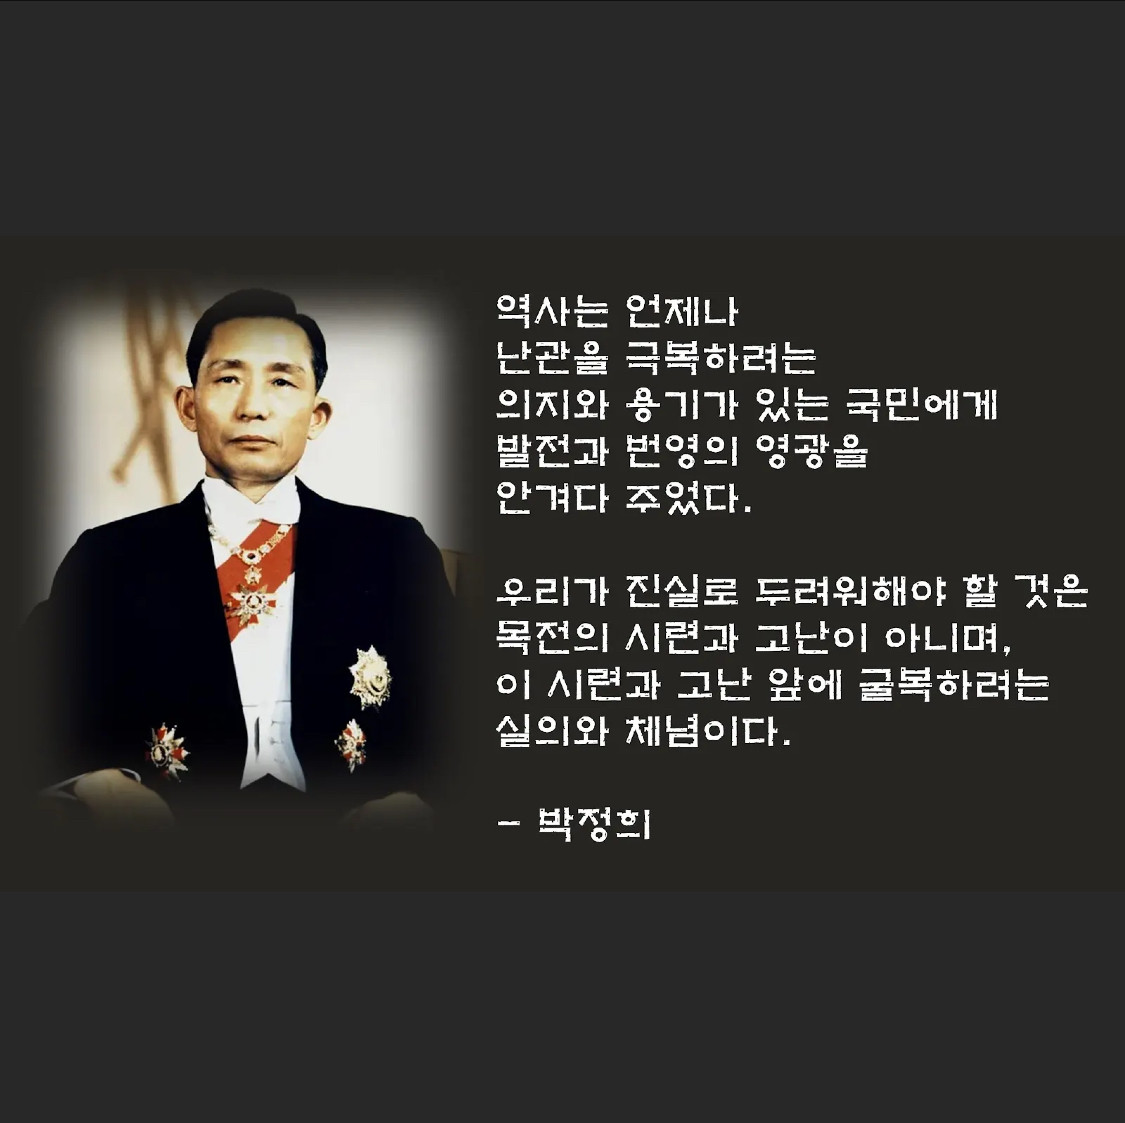 역사는 언제나
난관을 극복하려는
의지와 용기가 있는 국민에게
발전과 번영의 영광을
안겨다 주었다.
우리가 진실로 두려워해야 할 것은
목전의 시련과 고난이 아니며,
이 시련과 고난 앞에 굴복하려는
실의와 체념이다.
- 박정희